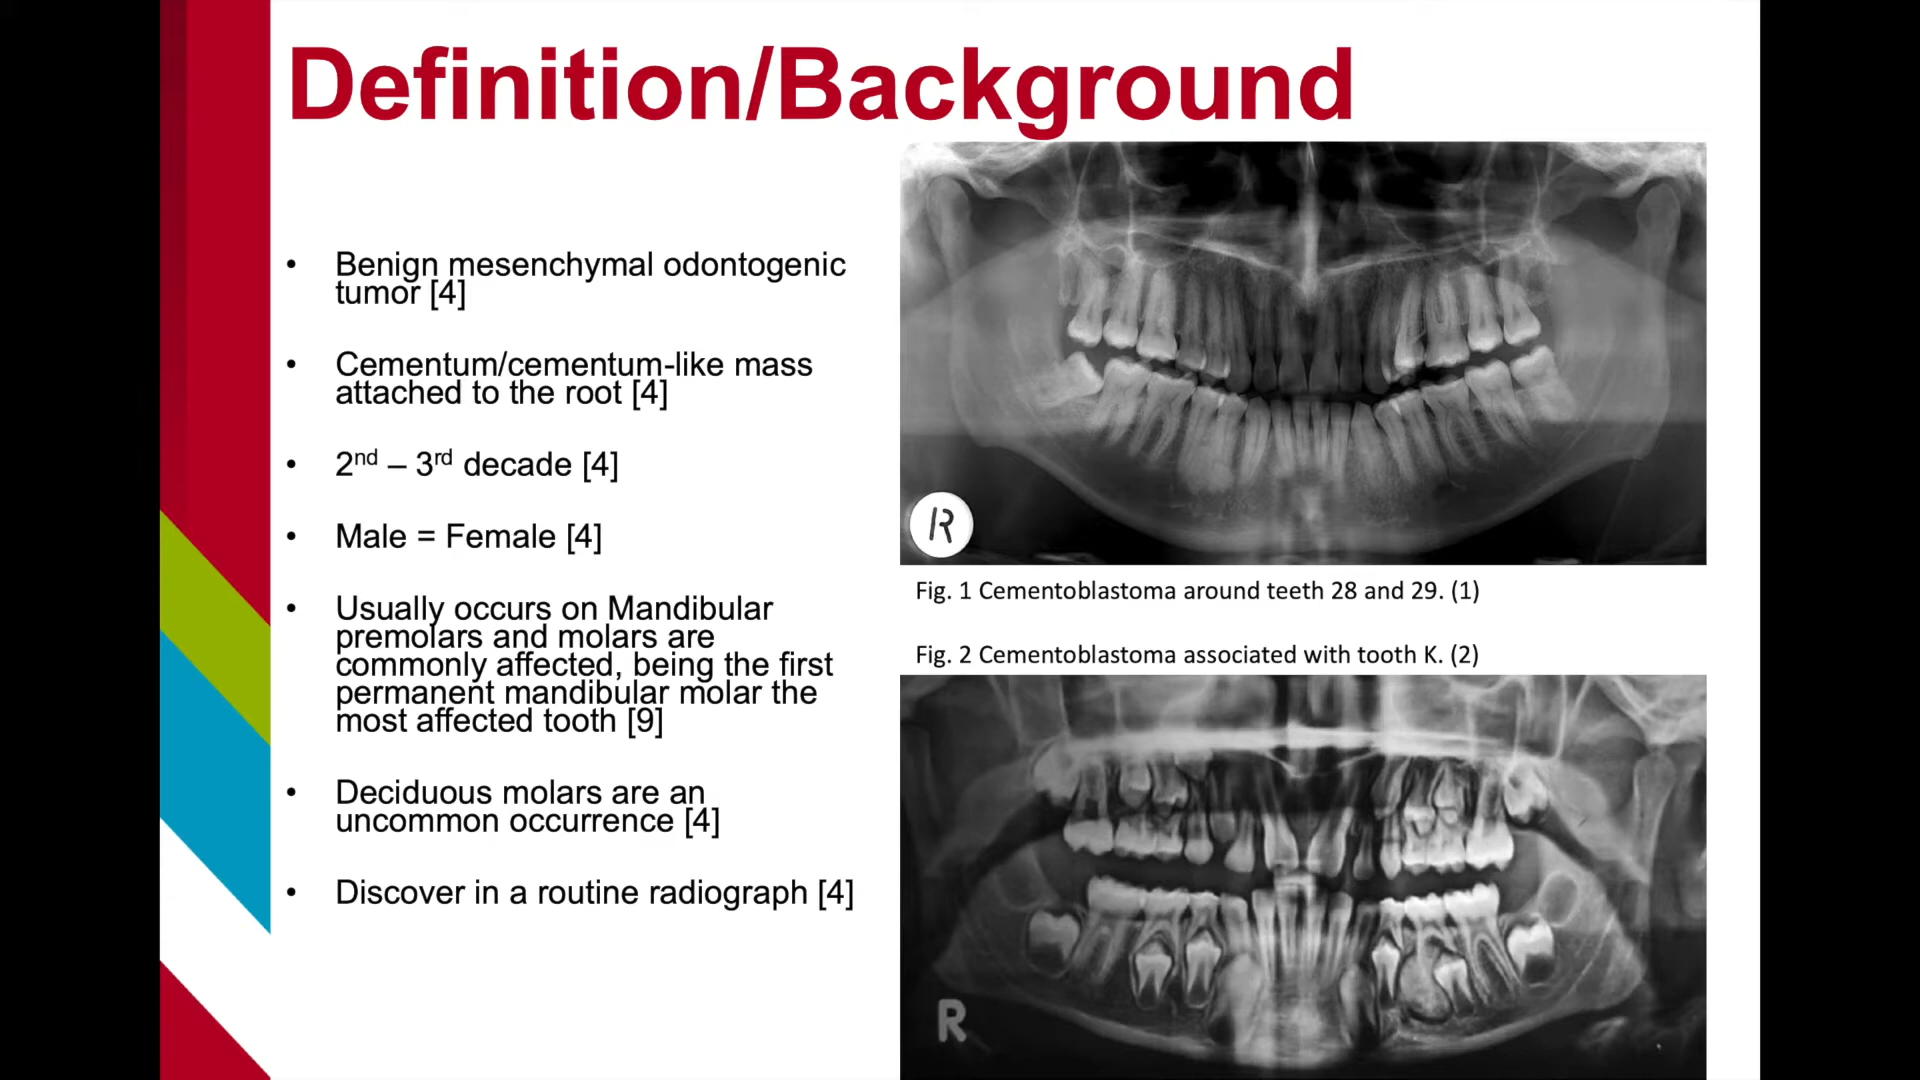 Definition/Background
• Benign mesenchymal odontogenic
tumor [4]
• Cementum/cementum-like mass
attached to the root [4]
• 2nd – 3rd decade [4]
• Male = Female [4]
• Usually occurs on Mandibular
premolars and molars are
commonly affected, being the first
permanent mandibular molar the
most affected tooth [9]
• Deciduous molars are an
uncommon occurrence [4]
• Discover in a routine radiograph [4]
R
Fig. 1 Cementoblastoma around teeth 28 and 29. (1)
Fig. 2 Cementoblastoma associated with tooth K. (2)
R